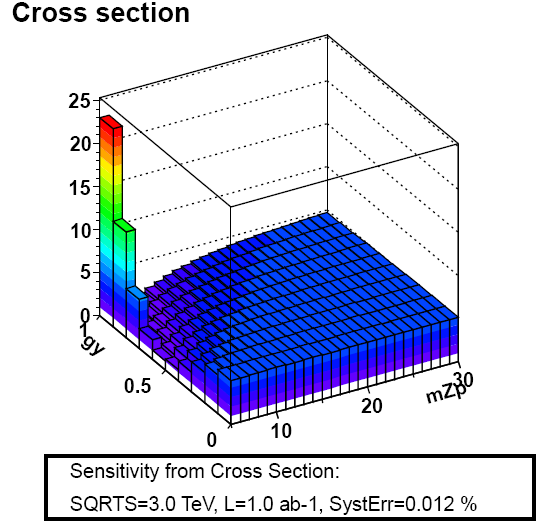 Cross section
25
20
15
10
5
0
1
gy
0.5
0
10
20
30
mZp
Sensitivity from Cross Section:
SQRTS=3.0 TeV, L=1.0 ab-1, SystErr=0.012 %